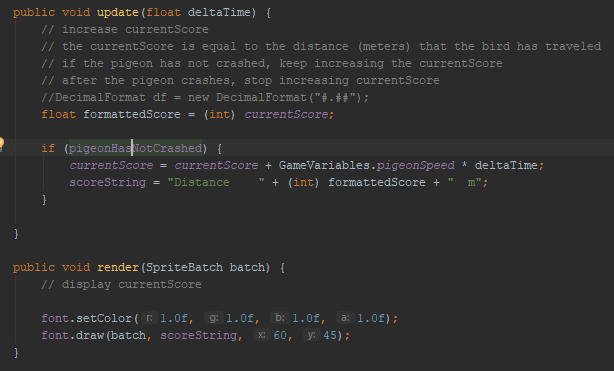 public void update(float deltaTime) {
// increase currentScore
// the currentScore is equal to the distance (meters) that the bird has traveled
// if the pigeon has not crashed, keep increasing the currentScore
// after the pigeon crashes, stop increasing currentScore
//DecimalFormat df = new DecimalFormat("#.##");
float formattedScore = (int) currentScore;
if (pigeonHasNotCrashed) {
currentScore = currentScore + GameVariables.pigeonSpeed * deltaTime;
scoreString = "Distance    " + (int) formattedScore + "  m";
}
}
public void render(SpriteBatch batch) {
// display currentScore
font.setColor( r: 1.0f, g: 1.0f, b: 1.0f, a: 1.0f);
font.draw(batch, scoreString, x: 60, y: 45);
}